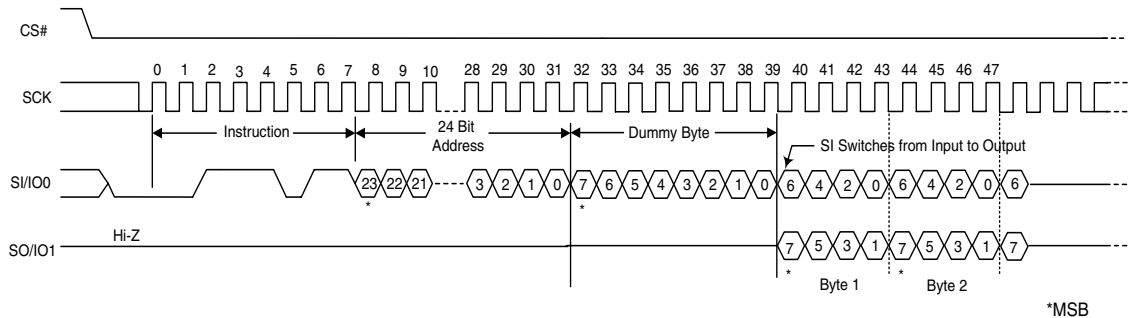 CS#
0 1 2 3 4 5 6 7 8 9 10 28 29 30 31 32 33 34 35 36 37 38 39 40 41 42 43 44 45 46 47
SCK
Instruction
24 Bit
Address
Dummy Byte
SI Switches from Input to Output
SI/IO0
23 22 21 3 2 1 0 7 6 5 4 3 2 1 0 6 4 2 0 6 4 2 0 6
* *
Hi-Z
SO/IO1
7 5 3 1 7 5 3 1 7
* *
Byte 1 Byte 2
*MSB